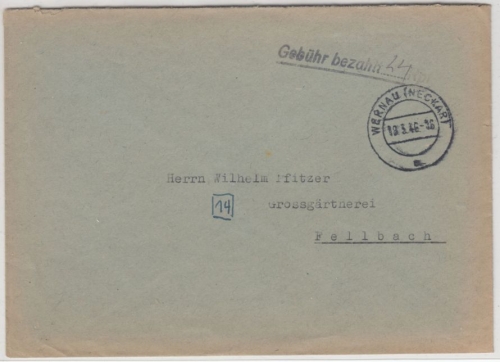 Gebühr bezahlt
WERNAU (NECKAR)
a
Herrn Wilhelm Pfitzer
14 Grossgärtnerei
Fellbach